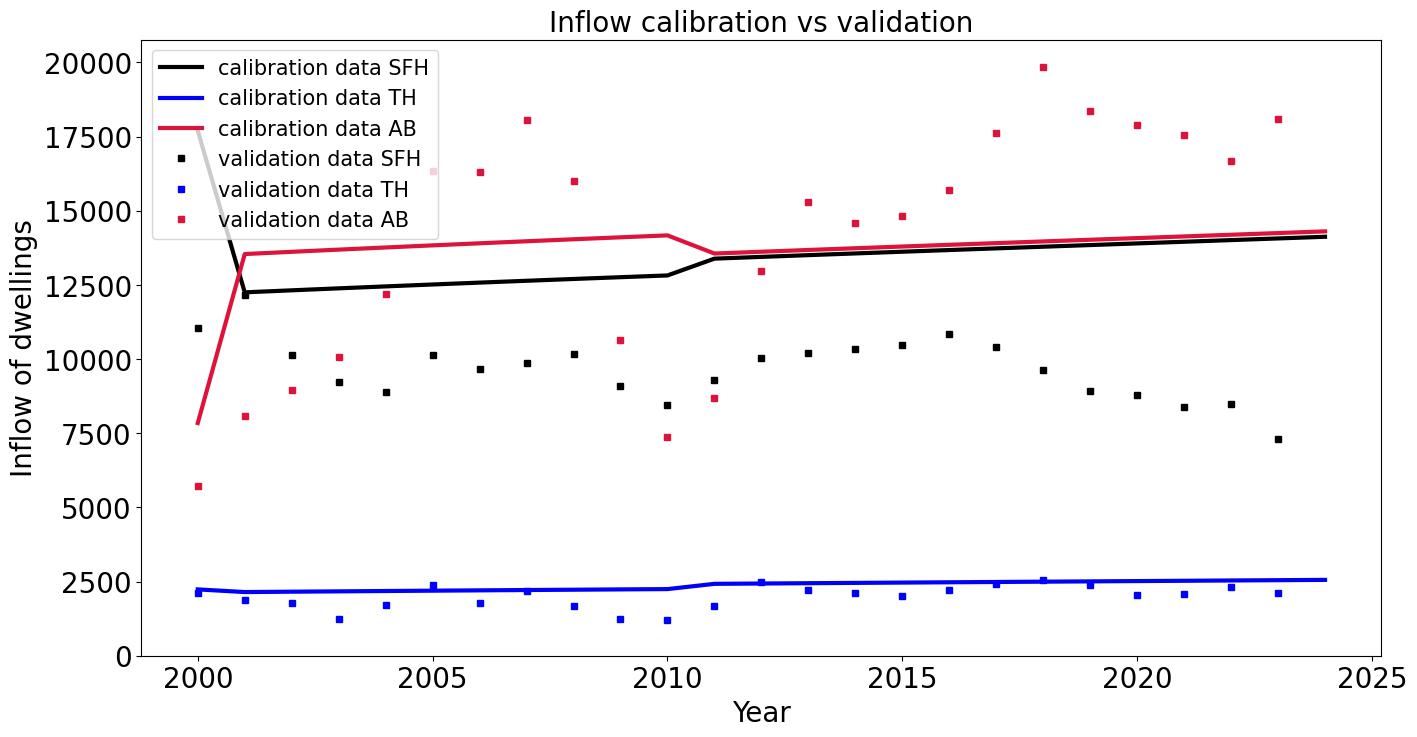 Inflow calibration vs validation
calibration data SFH
calibration data TH
calibration data AB
validation data SFH
validation data TH
validation data AB
20000
17500
15000
12500
10000
7500
5000
2500
0
Inflow of dwellings
2000 2005 2010 2015 2020 2025
Year